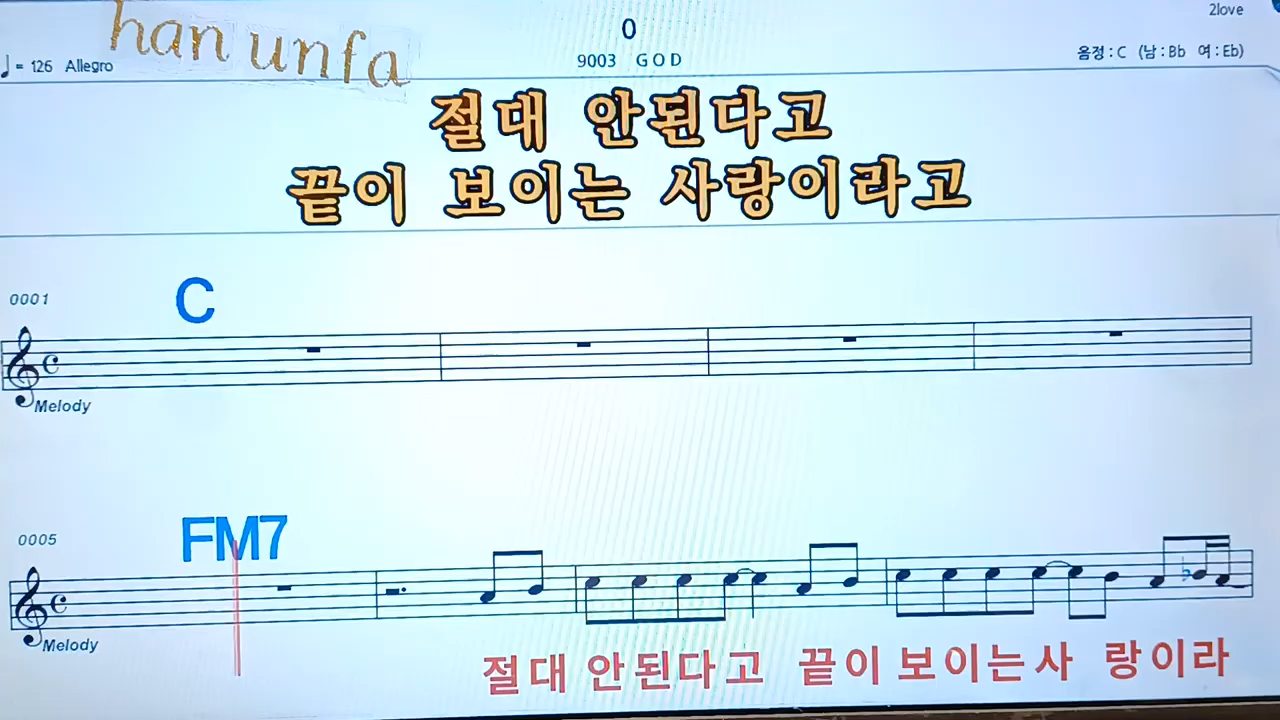 han unfa
0
2love
♩= 126 Allegro
9003 GOD
음정 : C (남 : Bb 여 : Eb)
절대 안된다고
끝이 보이는 사랑이라고
0001
C
Melody
0005
FM7
Melody
절대 안된다고 끝이 보이는사 랑이라